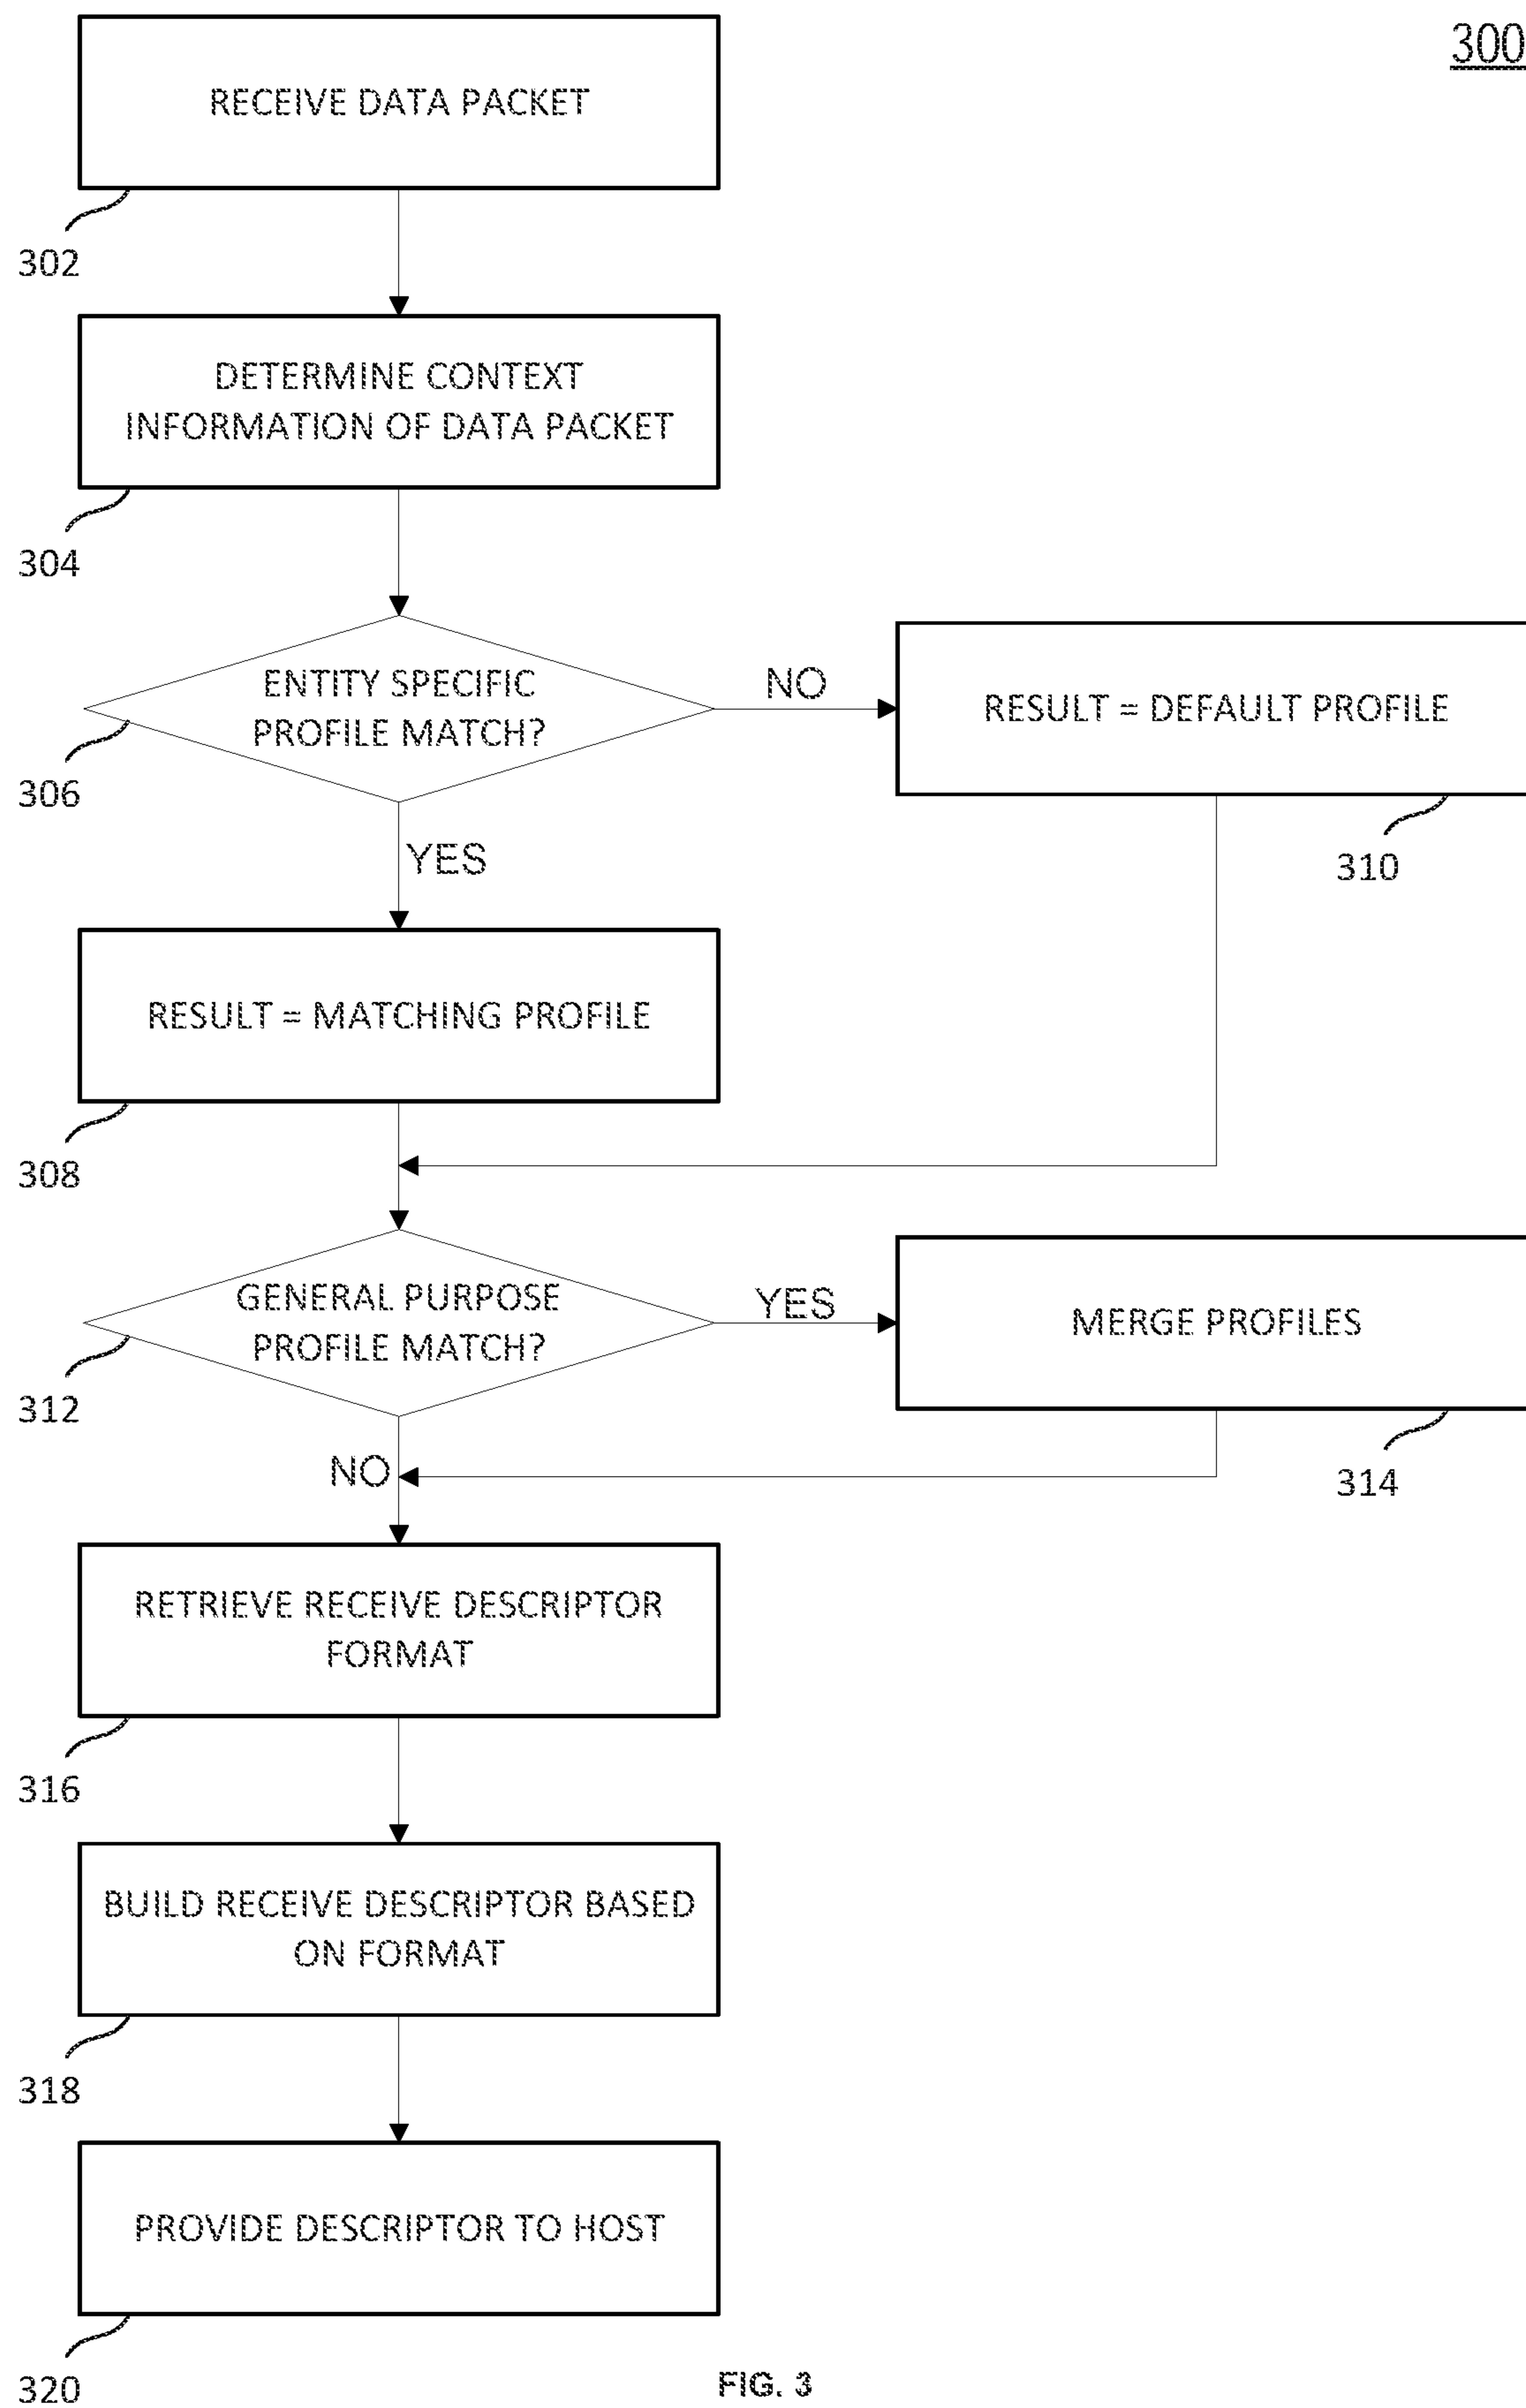 300
RECEIVE DATA PACKET
302
DETERMINE CONTEXT
INFORMATION OF DATA PACKET
304
ENTITY SPECIFIC
PROFILE MATCH?
306
NO
RESULT = DEFAULT PROFILE
310
YES
RESULT = MATCHING PROFILE
308
GENERAL PURPOSE
PROFILE MATCH?
312
YES
MERGE PROFILES
314
NO
RETRIEVE RECEIVE DESCRIPTOR
FORMAT
316
BUILD RECEIVE DESCRIPTOR BASED
ON FORMAT
318
PROVIDE DESCRIPTOR TO HOST
320
FIG. 3